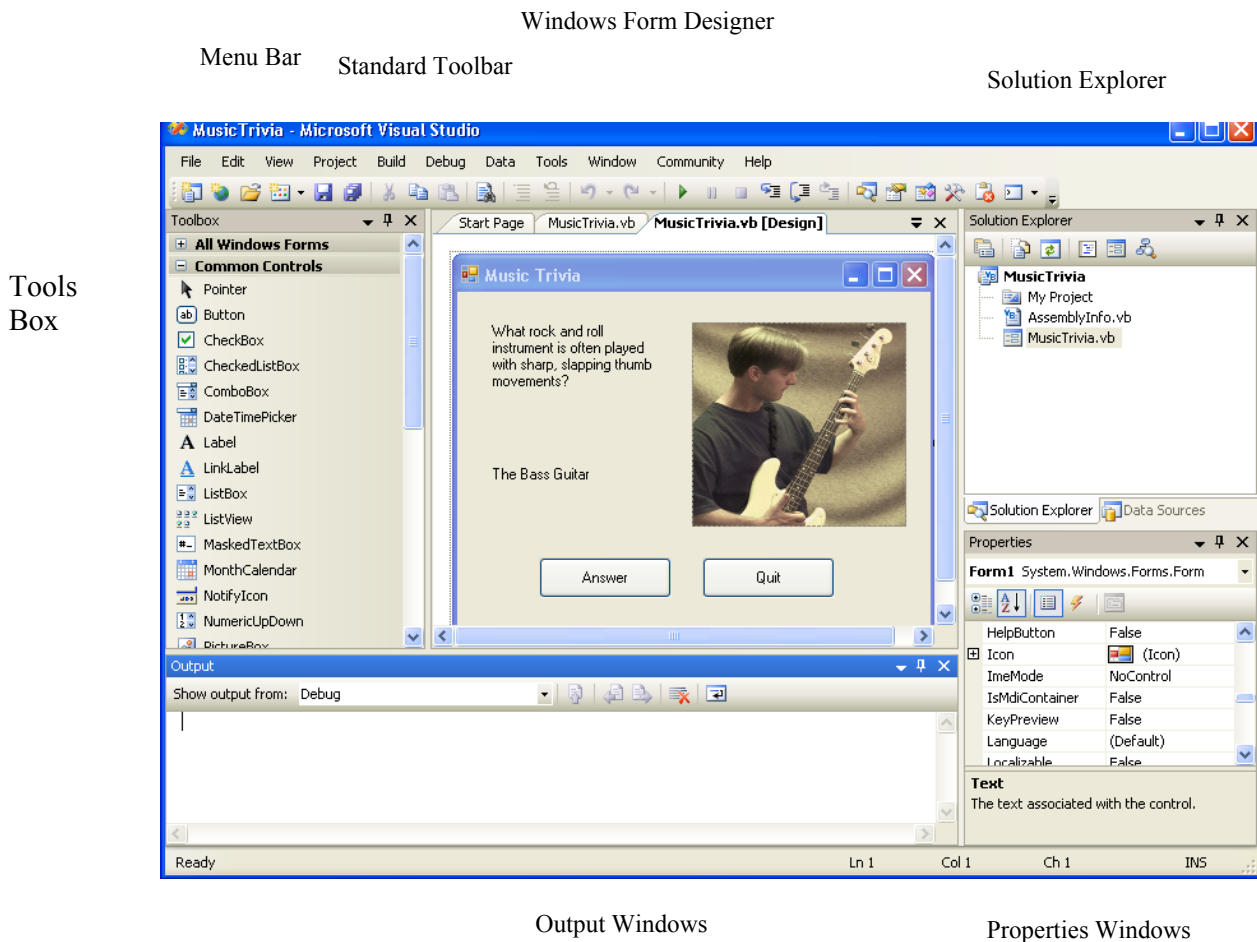 Windows Form Designer
Menu Bar
Standard Toolbar
Solution Explorer
Tools
Box
MusicTrivia - Microsoft Visual Studio
File Edit View Project Build Debug Data Tools Window Community Help
Toolbox
All Windows Forms
Common Controls
Pointer
Button
CheckBox
CheckedListBox
ComboBox
DateTimePicker
Label
LinkLabel
ListBox
ListView
MaskedTextBox
MonthCalendar
NotifyIcon
NumericUpDown
PictureBox
Start Page MusicTrivia.vb MusicTrivia.vb [Design]
Music Trivia
What rock and roll
instrument is often played
with sharp, slapping thumb
movements?
The Bass Guitar
Answer Quit
Solution Explorer
MusicTrivia
My Project
AssemblyInfo.vb
MusicTrivia.vb
Solution Explorer Data Sources
Properties
Form1 System.Windows.Forms.Form
HelpButton False
Icon (Icon)
ImeMode NoControl
IsMdiContainer False
KeyPreview False
Language (Default)
Localizable False
Text
The text associated with the control.
Output
Show output from: Debug
Ready Ln 1 Col 1 Ch 1 INS
Output Windows
Properties Windows